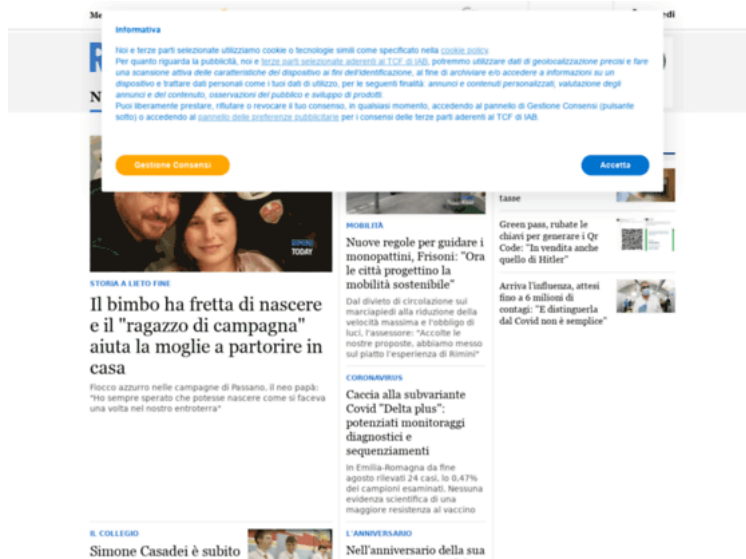 Informativa
Noi e terze parti selezionate utilizziamo cookie o tecnologie simili come specificato nella cookie policy.
Per quanto riguarda la pubblicità, noi e terze parti selezionate aderenti al TCF di IAB, potremmo utilizzare dati di geolocalizzazione precisi e fare
una scansione attiva delle caratteristiche del dispositivo ai fini dell'identificazione, al fine di archiviare e/o accedere a informazioni su un
dispositivo e trattare dati personali come i tuoi dati di utilizzo, per le seguenti finalità: annunci e contenuti personalizzati, valutazione degli
annunci e del contenuto, osservazioni del pubblico e sviluppo di prodotti.
Puoi liberamente prestare, rifiutare o revocare il tuo consenso, in qualsiasi momento, accedendo al pannello di Gestione Consensi (pulsante
sotto) o accedendo al pannello delle preferenze pubblicitarie per i consensi delle terze parti aderenti al TCF di IAB.
Gestione Consensi
Accetta
TODAY
STORIA A LIETO FINE
Il bimbo ha fretta di nascere
e il "ragazzo di campagna"
aiuta la moglie a partorire in
casa
Fiocco azzurro nelle campagne di Passano, il neo papà:
"Ho sempre sperato che potesse nascere come si faceva
una volta nel nostro entroterra"
MOBILITÀ
Nuove regole per guidare i
monopattini, Frisoni: "Ora
le città progettino la
mobilità sostenibile"
Dal divieto di circolazione sui
marciapiedi alla riduzione della
velocità massima e l'obbligo di
luci, l'assessore: "Accolte le
nostre proposte, abbiamo messo
sul piatto l'esperienza di Rimini"
CORONAVIRUS
Caccia alla subvariante
Covid "Delta plus":
potenziati monitoraggi
diagnostici e
sequenziamenti
In Emilia-Romagna da fine
agosto rilevati 24 casi, lo 0,47%
dei campioni esaminati. Nessuna
evidenza scientifica di una
maggiore resistenza al vaccino
tasse
Green pass, rubate le
chiavi per generare i Qr
Code: "In vendita anche
quello di Hitler"
Arriva l'influenza, attesi
fino a 6 milioni di
contagi: "E distinguerla
dal Covid non è semplice"
IL COLLEGIO
Simone Casadei è subito
L'ANNIVERSARIO
Nell'anniversario della sua